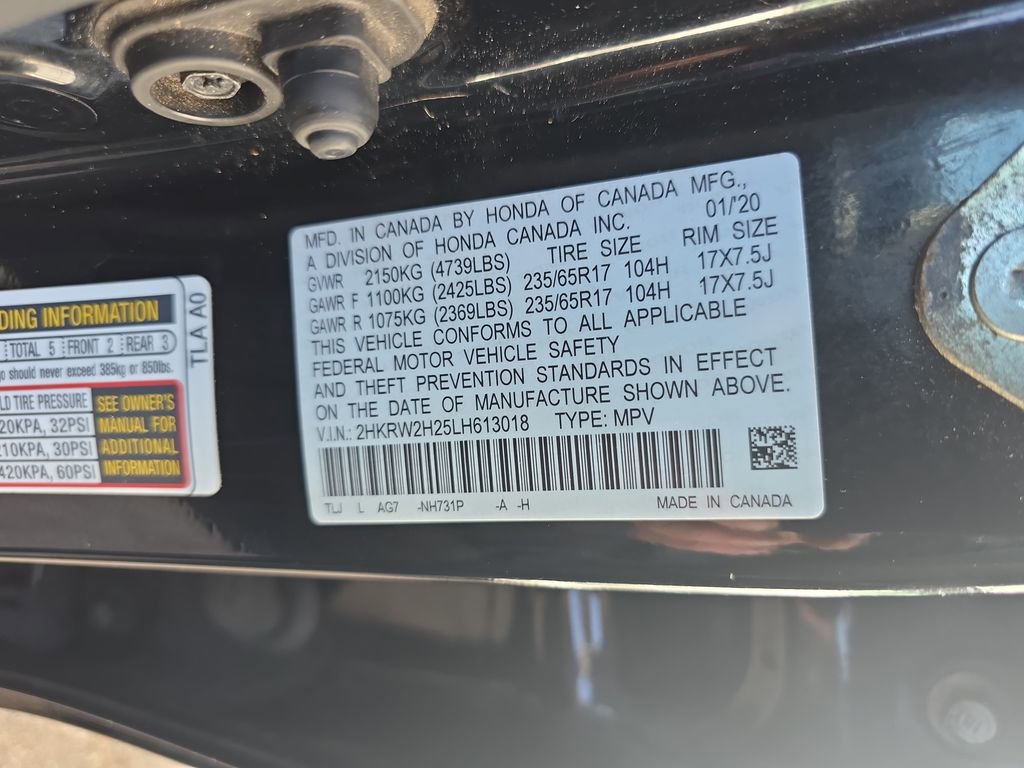 MFD. IN CANADA BY HONDA OF CANADA MFG.,
A DIVISION OF HONDA CANADA INC. 01/'20
GVWR 2150KG (4739LBS) TIRE SIZE RIM SIZE
GAWR F 1100KG (2425LBS) 235/65R17 104H 17X7.5J
GAWR R 1075KG (2369LBS) 235/65R17 104H 17X7.5J
THIS VEHICLE CONFORMS TO ALL APPLICABLE
FEDERAL MOTOR VEHICLE SAFETY
AND THEFT PREVENTION STANDARDS IN EFFECT
ON THE DATE OF MANUFACTURE SHOWN ABOVE.
V.I.N.: 2HKRW2H25LH613018 TYPE: MPV
TLJ L AG7 -NH731P -A -H MADE IN CANADA
DING INFORMATION
TOTAL 5 FRONT 2 REAR 3
go should never exceed 385kg or 850lbs.
LD TIRE PRESSURE SEE OWNER'S
20KPA, 32PSI MANUAL FOR
210KPA, 30PSI ADDITIONAL
420KPA, 60PSI INFORMATION
TLA A0